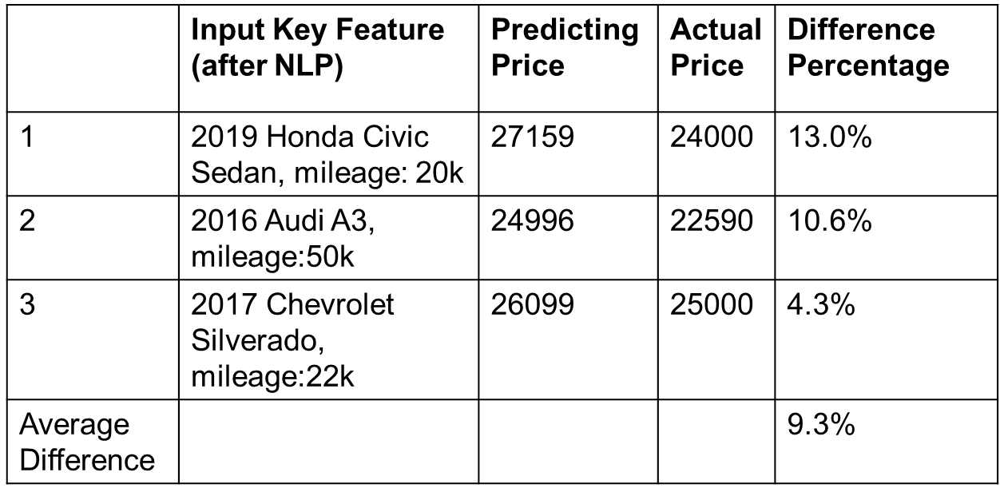 Input Key Feature Predicting Actual Difference
(after NLP) Price Price Percentage
1 2019 Honda Civic 27159 24000 13.0%
Sedan, mileage: 20k
2 2016 Audi A3, 24996 22590 10.6%
mileage:50k
3 2017 Chevrolet 26099 25000 4.3%
Silverado,
mileage:22k
Average 9.3%
Difference